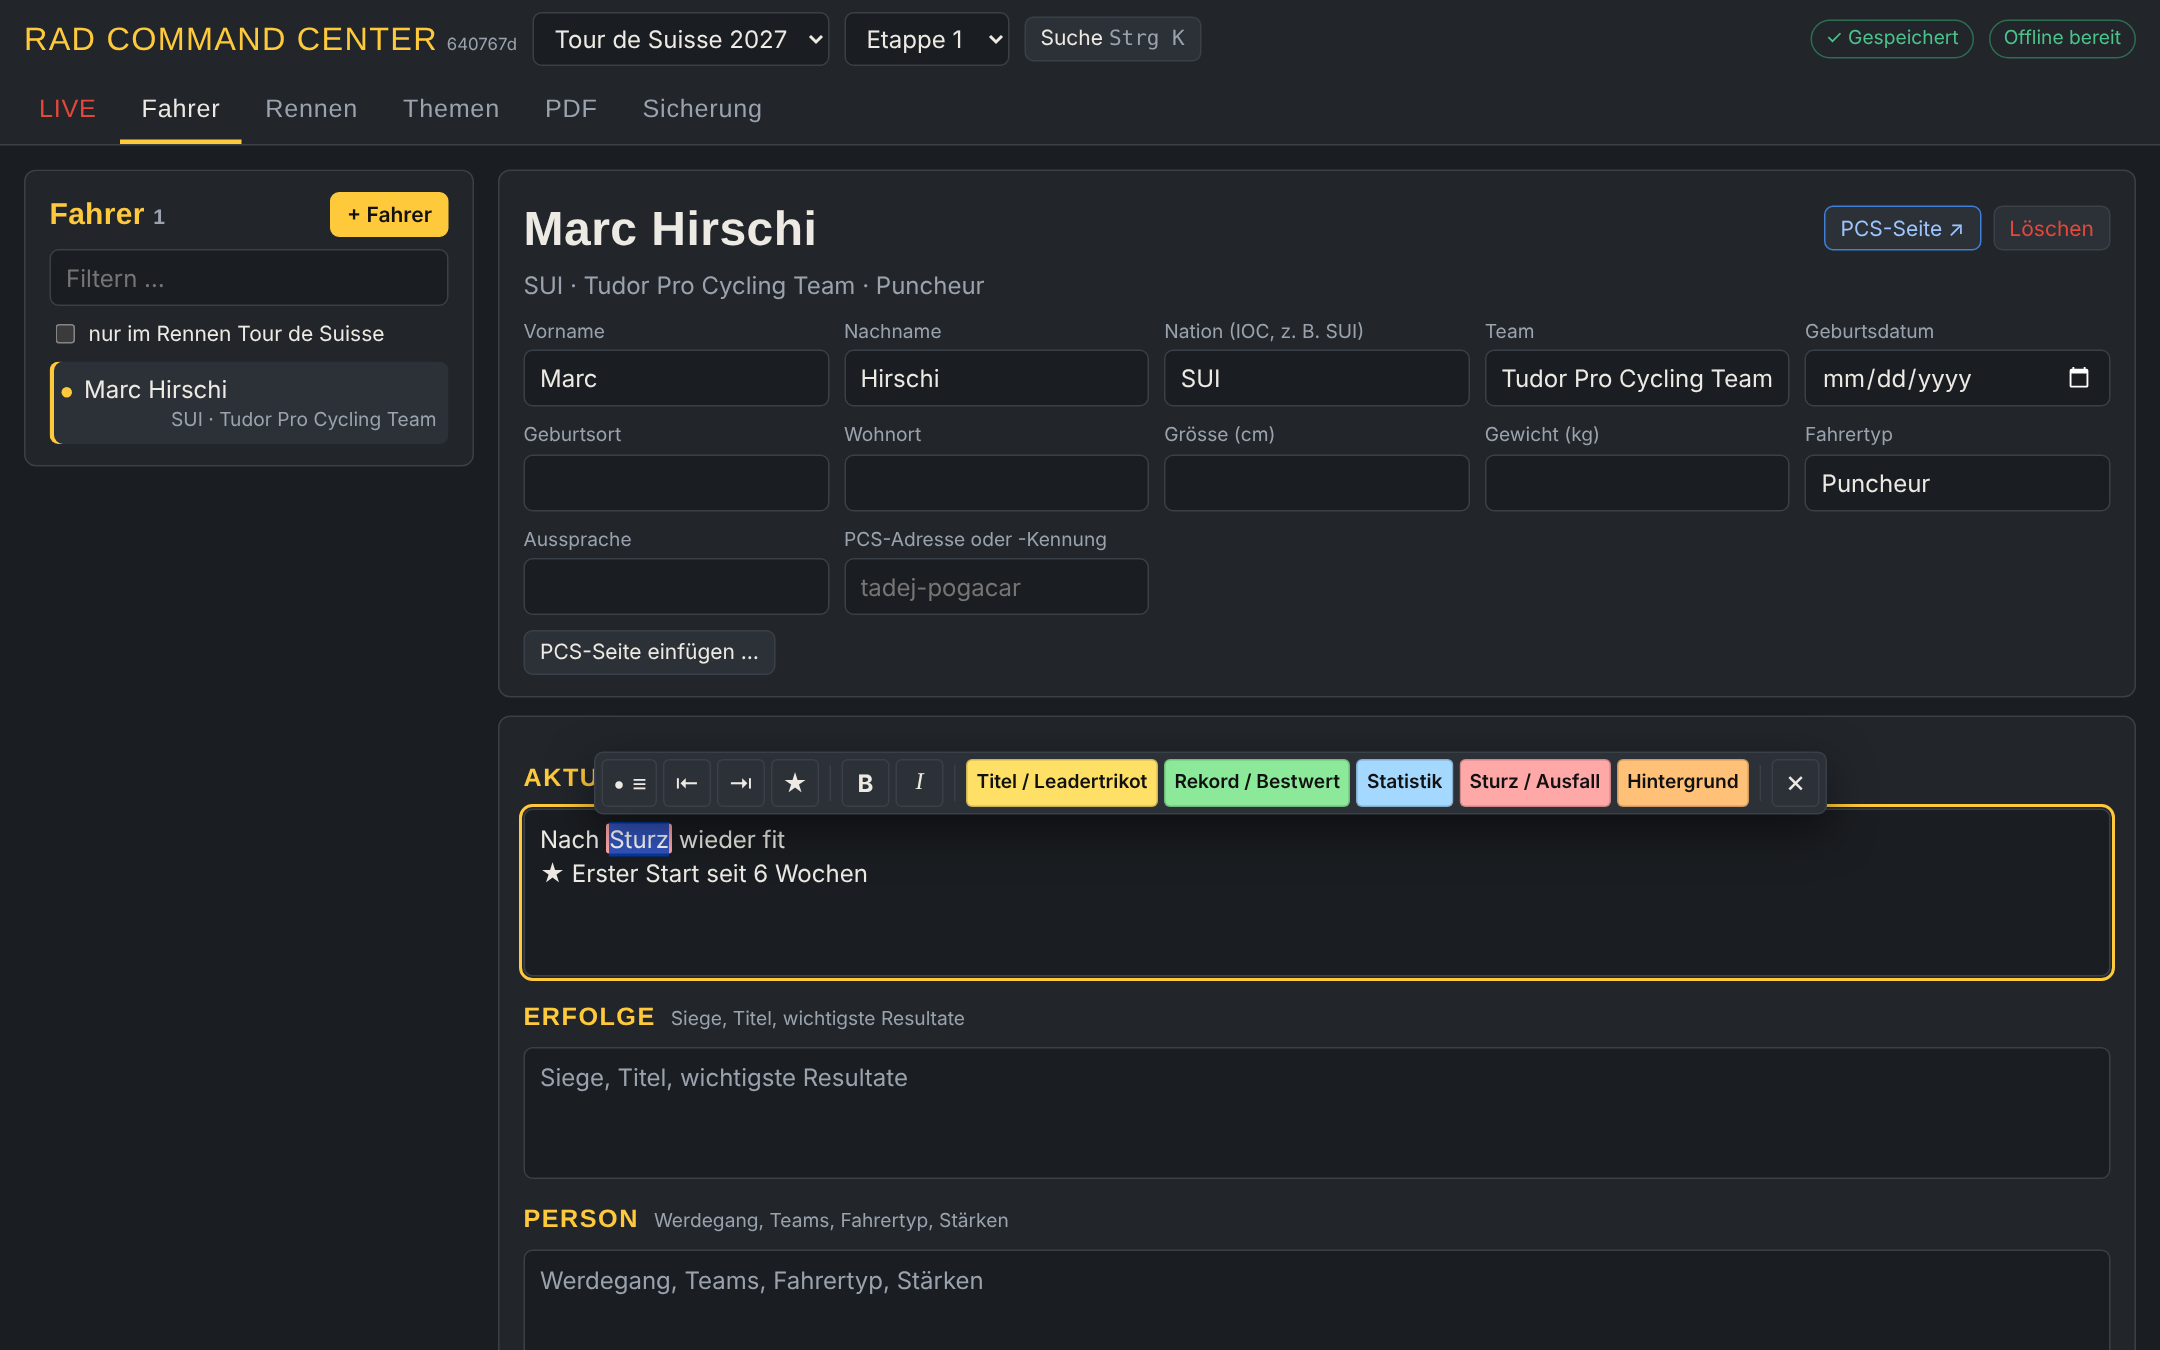 RAD COMMAND CENTER 640767d Tour de Suisse 2027 Etappe 1 Suche Strg K ✓ Gespeichert Offline bereit
LIVE Fahrer Rennen Themen PDF Sicherung
Fahrer 1 + Fahrer
Filtern ...
nur im Rennen Tour de Suisse
Marc Hirschi
SUI · Tudor Pro Cycling Team
Marc Hirschi PCS-Seite ↗ Löschen
SUI · Tudor Pro Cycling Team · Puncheur
Vorname Nachname Nation (IOC, z. B. SUI) Team Geburtsdatum
Marc Hirschi SUI Tudor Pro Cycling Team mm/dd/yyyy
Geburtsort Wohnort Grösse (cm) Gewicht (kg) Fahrertyp
Puncheur
Aussprache PCS-Adresse oder -Kennung
tadej-pogacar
PCS-Seite einfügen ...
AKTU
B I Titel / Leadertrikot Rekord / Bestwert Statistik Sturz / Ausfall Hintergrund ✕
Nach Sturz wieder fit
★ Erster Start seit 6 Wochen
ERFOLGE Siege, Titel, wichtigste Resultate
Siege, Titel, wichtigste Resultate
PERSON Werdegang, Teams, Fahrertyp, Stärken
Werdegang, Teams, Fahrertyp, Stärken